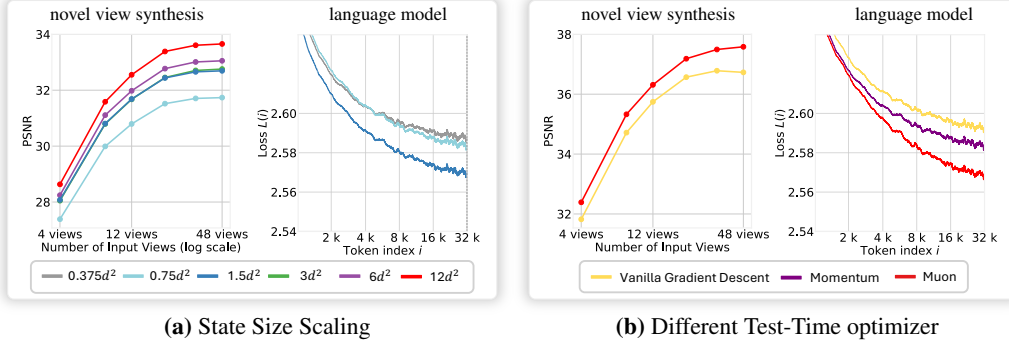 novel view synthesis
language model
34
32
30
28
PSNR
4 views
12 views
48 views
Number of Input Views (log scale)
2.60
2.58
2.56
2.54
Loss L(i)
2 k
4 k
8 k
16 k
32 k
Token index i
0.375d²
0.75d²
1.5d²
3d²
6d²
12d²
(a) State Size Scaling
novel view synthesis
language model
38
36
34
32
PSNR
4 views
12 views
48 views
Number of Input Views
2.60
2.58
2.56
2.54
Loss L(i)
2 k
4 k
8 k
16 k
32 k
Token index i
Vanilla Gradient Descent
Momentum
Muon
(b) Different Test-Time optimizer